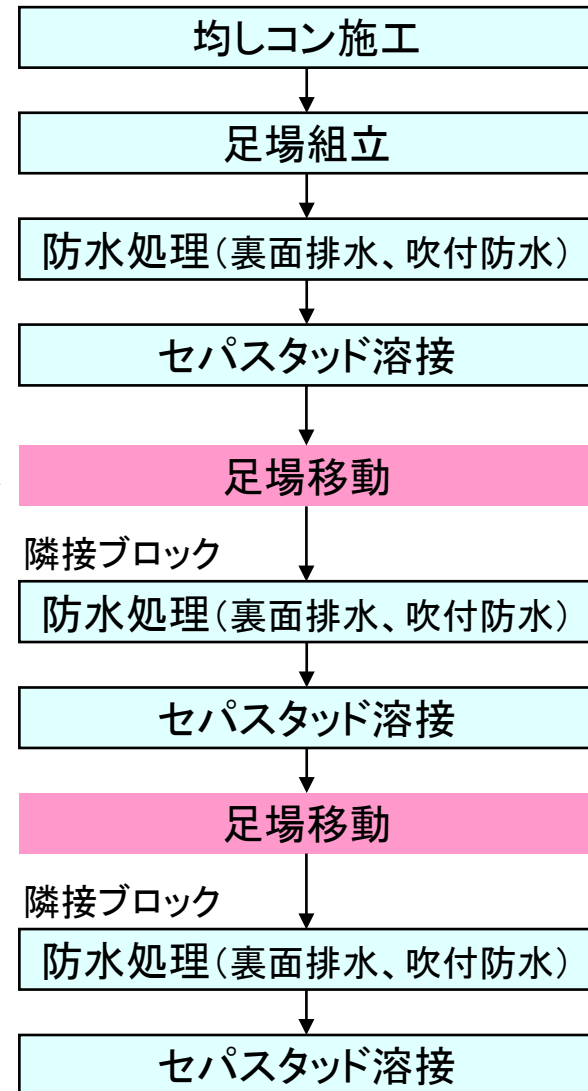 均しコン施工
足場組立
防水処理(裏面排水、吹付防水)
セパスタッド溶接
足場移動
隣接ブロック
防水処理(裏面排水、吹付防水)
セパスタッド溶接
足場移動
隣接ブロック
防水処理(裏面排水、吹付防水)
セパスタッド溶接